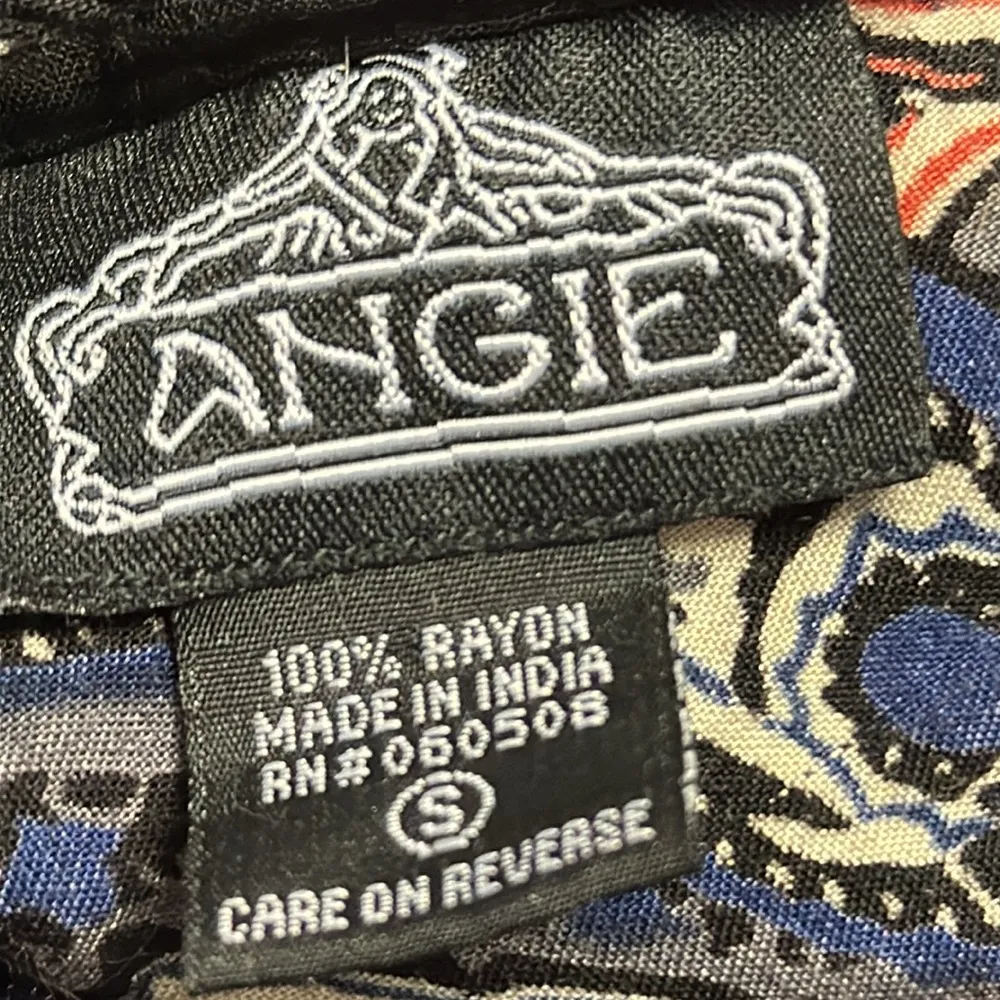 ANGIE
100% RAYON
MADE IN INDIA
RN#060508
S
CARE ON REVERSE